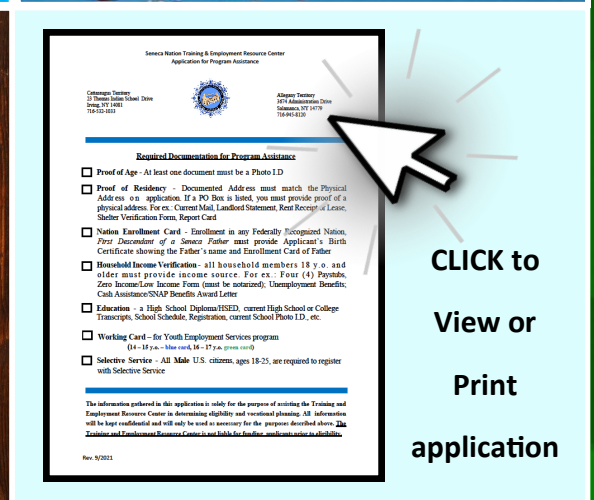 Seneca Nation Training & Employment Resource Center
Application for Program Assistance
Cattaraugus Territory
23 Thomas Indian School Drive
Irving, NY 14081
716-532-1033
Allegany Territory
3674 Administration Drive
Salamanca, NY 14779
716-945-8120
Required Documentation for Program Assistance
Proof of Age - At least one document must be a Photo I.D
Proof of Residency - Documented Address must match the Physical
Address on application. If a PO Box is listed, you must provide proof of a
physical address. For ex.: Current Mail, Landlord Statement, Rent Receipt or Lease,
Shelter Verification Form, Report Card
Nation Enrollment Card - Enrollment in any Federally Recognized Nation,
First Descendant of a Seneca Father must provide Applicant's Birth
Certificate showing the Father's name and Enrollment Card of Father
Household Income Verification - all household members 18 y.o. and
older must provide income source. For ex.: Four (4) Paystubs,
Zero Income/Low Income Form (must be notarized); Unemployment Benefits;
Cash Assistance/SNAP Benefits Award Letter
Education - a High School Diploma/HSED, current High School or College
Transcripts, School Schedule, Registration, current School Photo I.D., etc.
Working Card – for Youth Employment Services program
(14 – 15 y.o. – blue card, 16 – 17 y.o. green card)
Selective Service - All Male U.S. citizens, ages 18-25, are required to register
with Selective Service
The information gathered in this application is solely for the purpose of assisting the Training and
Employment Resource Center in determining eligibility and vocational planning. All information
will be kept confidential and will only be used as necessary for the purposes described above. The
Training and Employment Resource Center is not liable for funding applicants prior to eligibility.
Rev. 9/2021
CLICK to
View or
Print
application